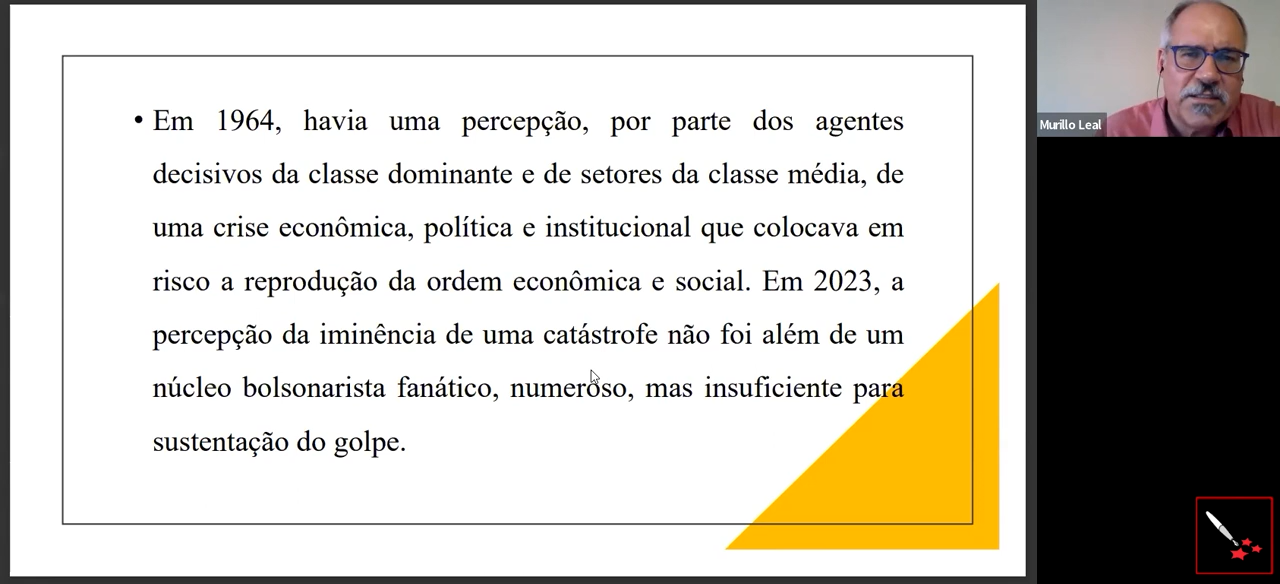 • Em 1964, havia uma percepção, por parte dos agentes
decisivos da classe dominante e de setores da classe média, de
uma crise econômica, política e institucional que colocava em
risco a reprodução da ordem econômica e social. Em 2023, a
percepção da iminência de uma catástrofe não foi além de um
núcleo bolsonarista fanático, numeroso, mas insuficiente para
sustentação do golpe.
Murillo Leal